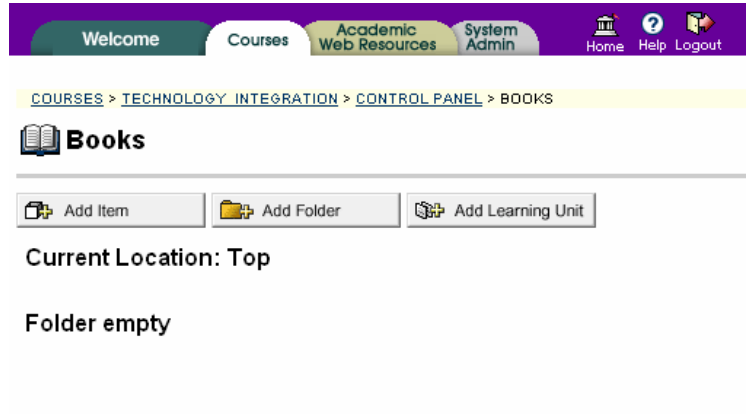 Welcome
Courses
Academic
Web Resources
System
Admin
Home
?
Help
Logout
COURSES > TECHNOLOGY INTEGRATION > CONTROL PANEL > BOOKS
Books
Add Item
Add Folder
Add Learning Unit
Current Location: Top
Folder empty